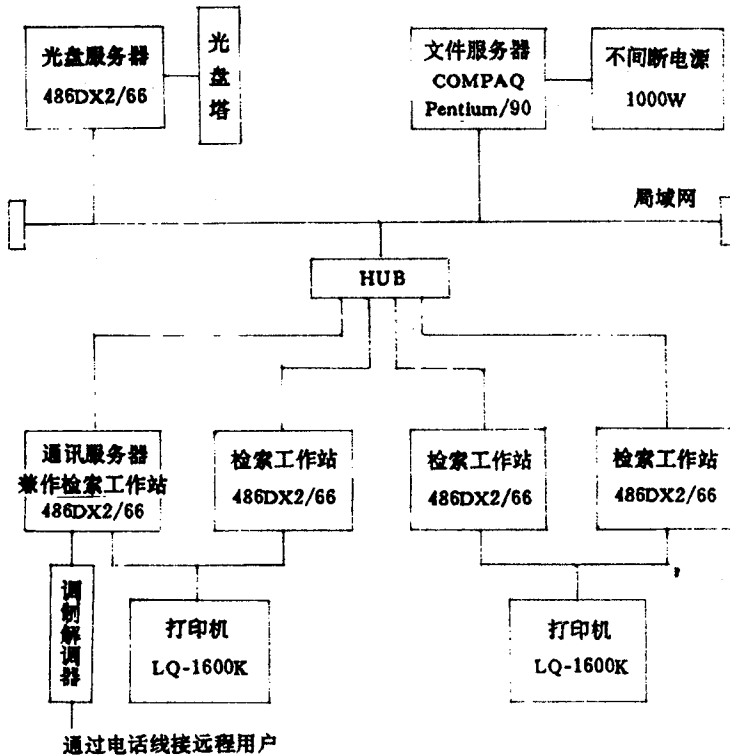 光盘服务器
486DX2/66
光
盘
塔
文件服务器
COMPAQ
Pentium/90
不间断电源
1000W
局域网
HUB
通讯服务器
兼作检索工作站
486DX2/66
检索工作站
486DX2/66
检索工作站
486DX2/66
检索工作站
486DX2/66
调
制
解
调
器
打印机
LQ-1600K
打印机
LQ-1600K
通过电话线接远程用户